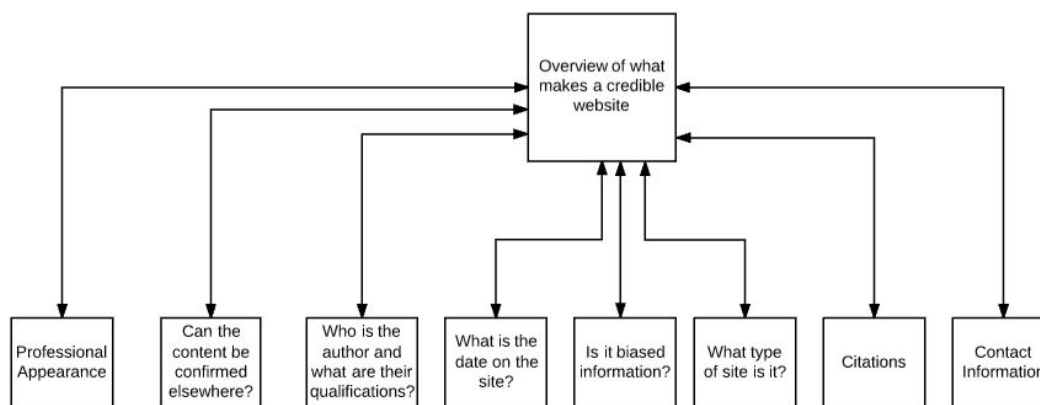 Overview of what
makes a credible
website
Professional
Appearance
Can the
content be
confirmed
elsewhere?
Who is the
author and
what are their
qualifications?
What is the
date on the
site?
Is it biased
information?
What type
of site is it?
Citations
Contact
Information